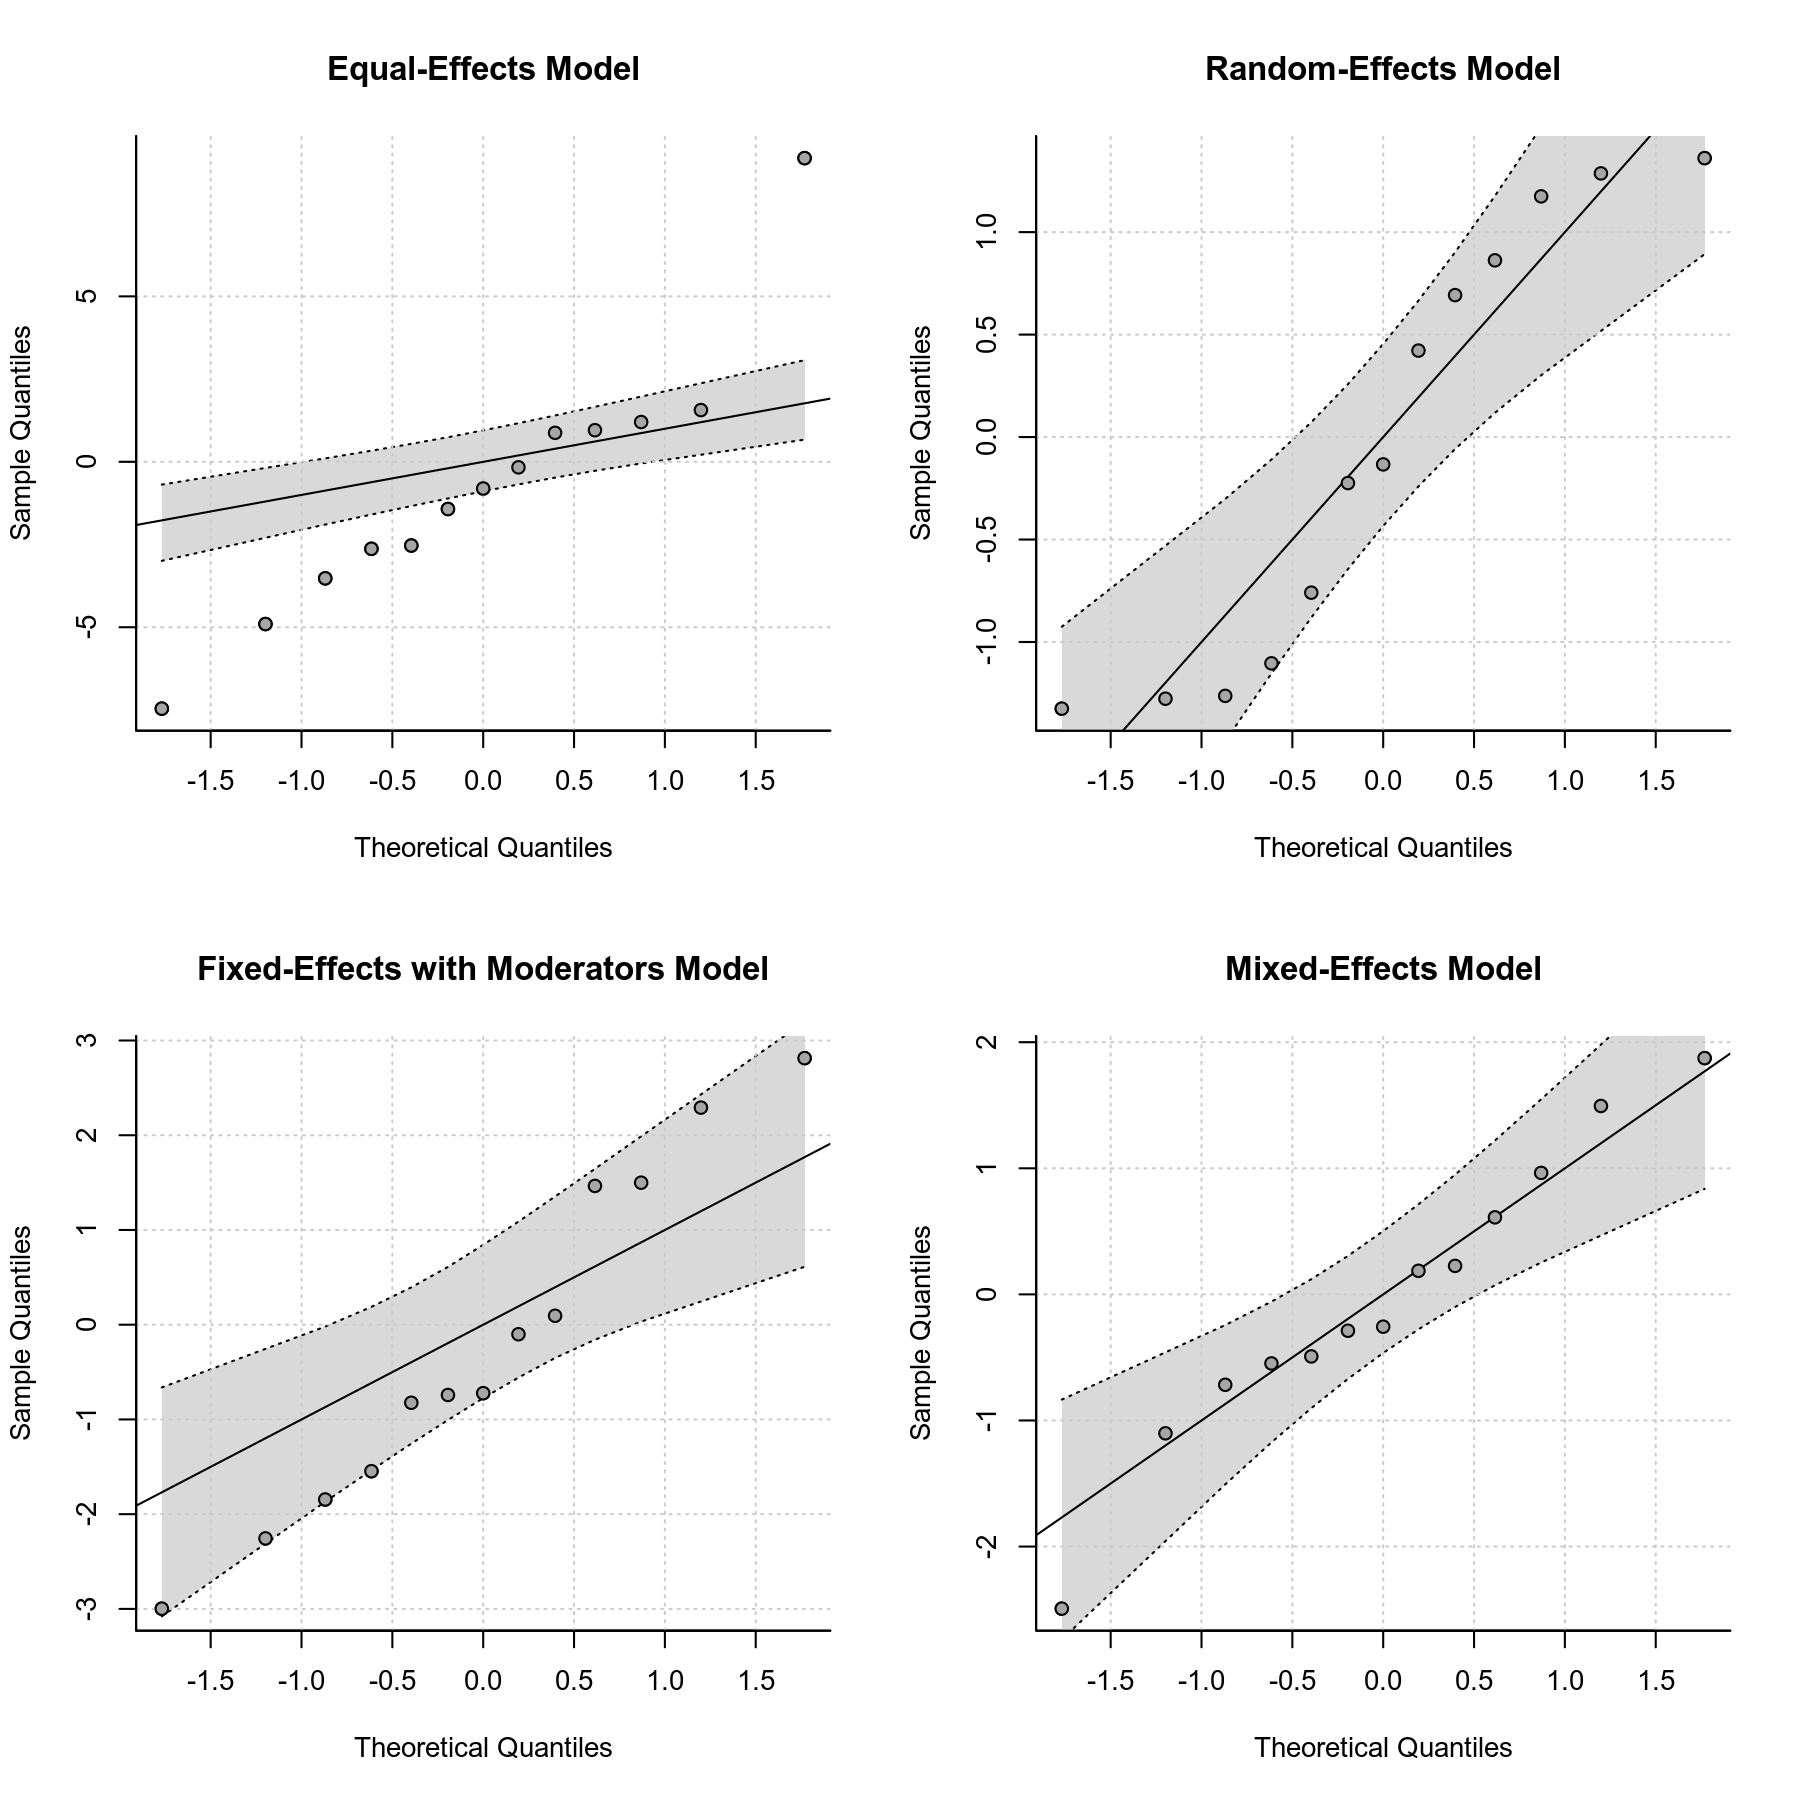 Equal-Effects Model
Sample Quantiles
5
0
-5
-1.5 -1.0 -0.5 0.0 0.5 1.0 1.5
Theoretical Quantiles
Random-Effects Model
Sample Quantiles
1.0
0.5
0.0
-0.5
-1.0
-1.5 -1.0 -0.5 0.0 0.5 1.0 1.5
Theoretical Quantiles
Fixed-Effects with Moderators Model
Sample Quantiles
3
2
1
0
-1
-2
-3
-1.5 -1.0 -0.5 0.0 0.5 1.0 1.5
Theoretical Quantiles
Mixed-Effects Model
Sample Quantiles
2
1
0
-1
-2
-1.5 -1.0 -0.5 0.0 0.5 1.0 1.5
Theoretical Quantiles